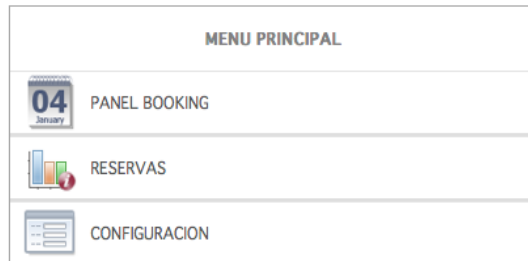 MENU PRINCIPAL
04
January
PANEL BOOKING
RESERVAS
CONFIGURACION